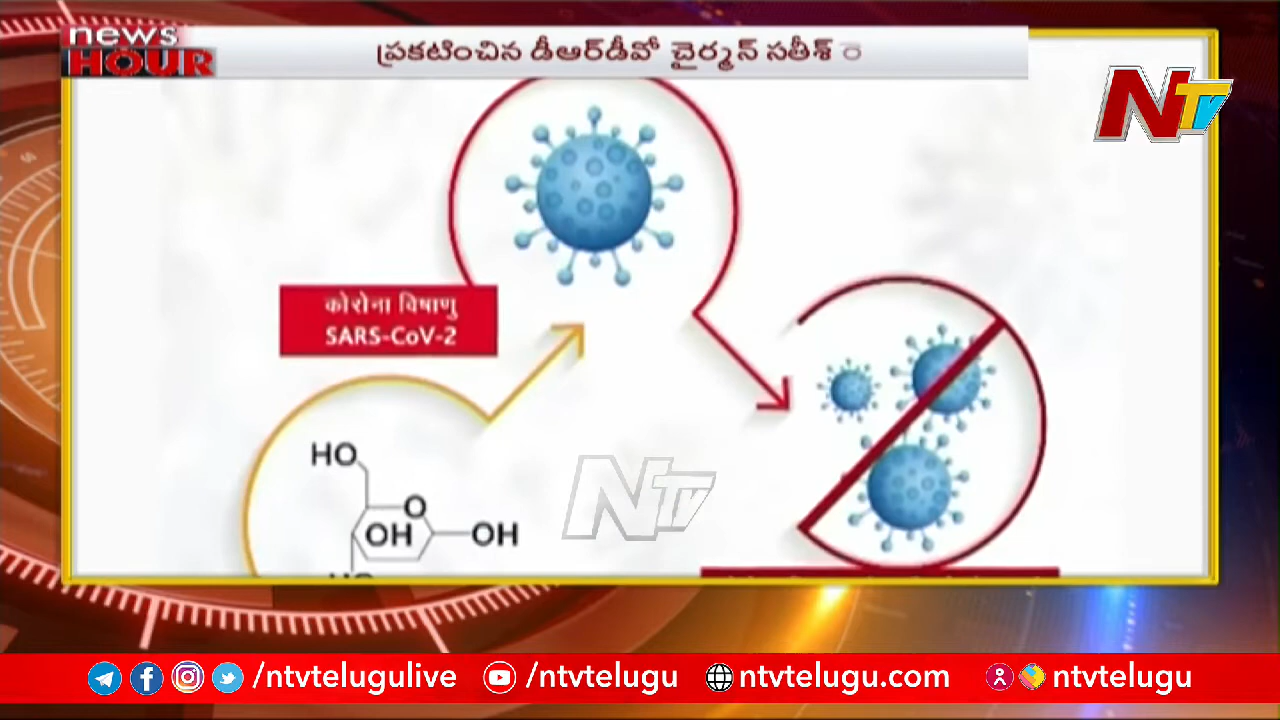 news
HOUR
ప్రకటించిన డీఆర్‌డీవో చైర్మన్ సతీశ్
NTV
कोरोना विषाणु
SARS-CoV-2
HO
O
OH
OH
NTV
/ntvtelugulive
/ntvtelugu
ntvtelugu.com
ntvtelugu